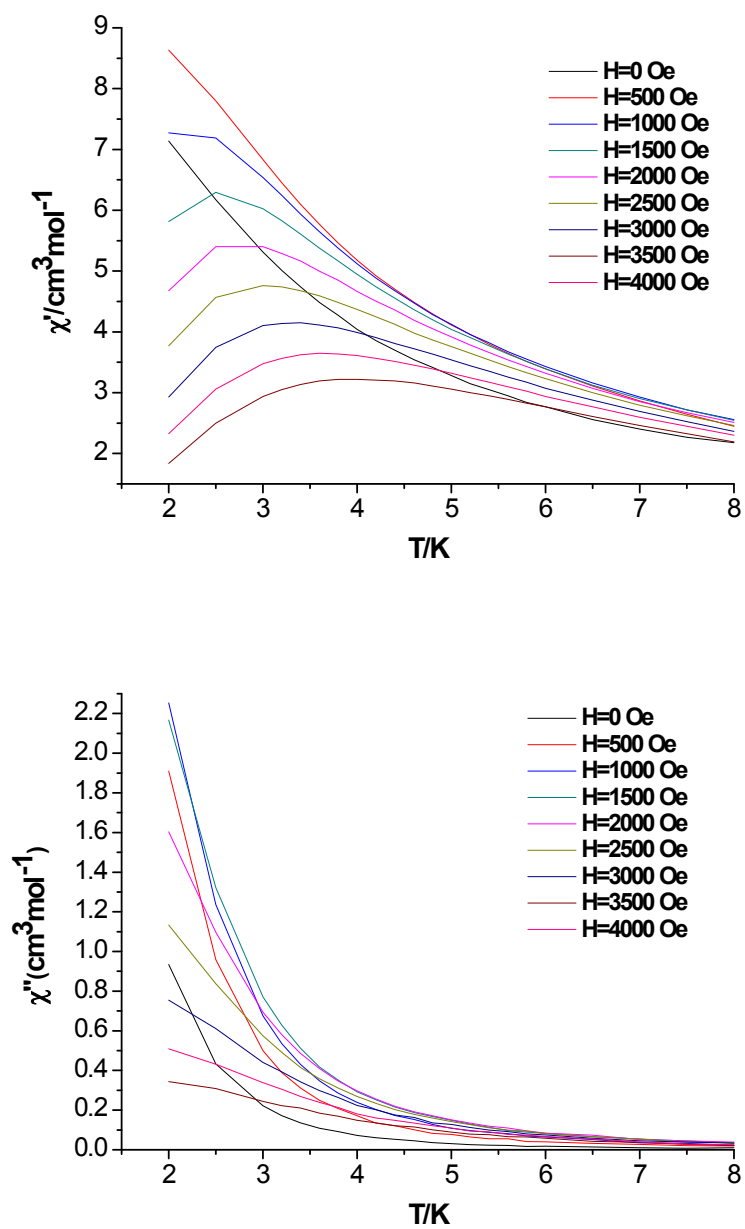 9
8
7
6
5
4
3
2
χ'/cm³mol⁻¹
H=0 Oe
H=500 Oe
H=1000 Oe
H=1500 Oe
H=2000 Oe
H=2500 Oe
H=3000 Oe
H=3500 Oe
H=4000 Oe
2 3 4 5 6 7 8
T/K
2.2
2.0
1.8
1.6
1.4
1.2
1.0
0.8
0.6
0.4
0.2
0.0
χ"(cm³mol⁻¹)
H=0 Oe
H=500 Oe
H=1000 Oe
H=1500 Oe
H=2000 Oe
H=2500 Oe
H=3000 Oe
H=3500 Oe
H=4000 Oe
2 3 4 5 6 7 8
T/K